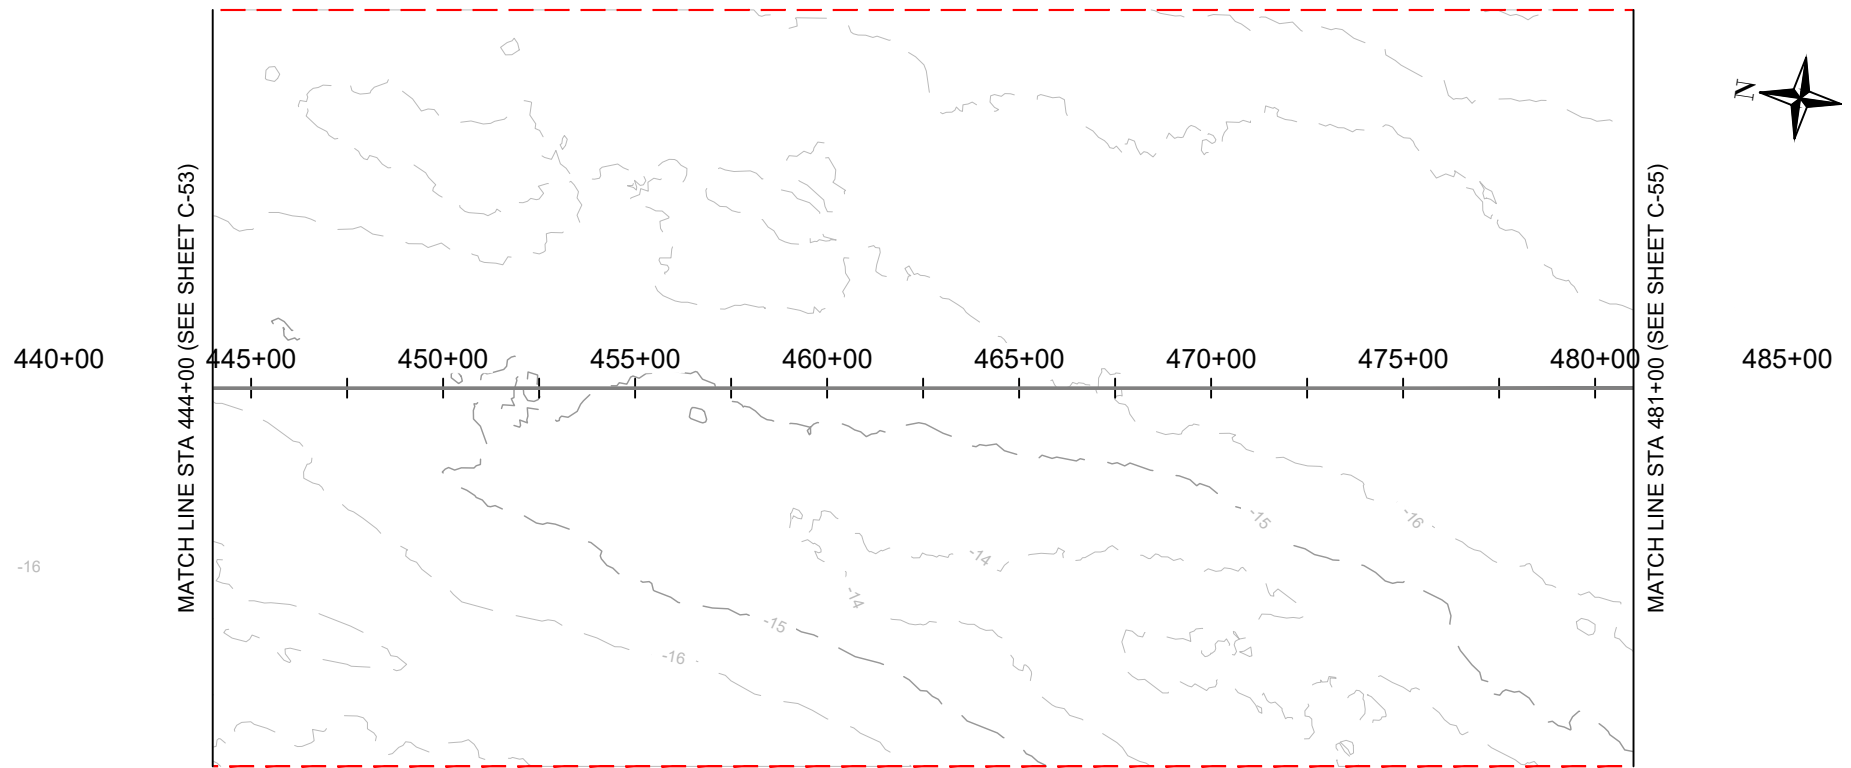 N
MATCH LINE STA 444+00 (SEE SHEET C-53)
MATCH LINE STA 481+00 (SEE SHEET C-55)
440+00 445+00 450+00 455+00 460+00 465+00 470+00 475+00 480+00 485+00
-15
-16
-14
-16
-14
-15
-16